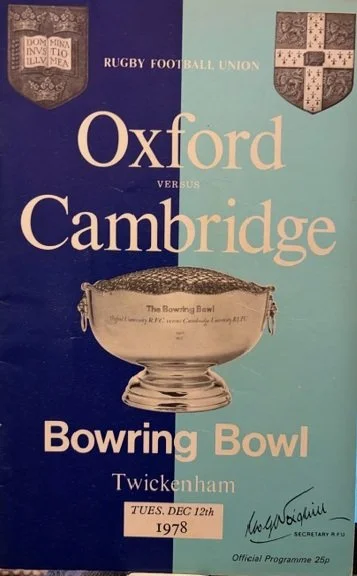 DOM MINA
INVS TIO
ILLV MEA
RUGBY FOOTBALL UNION
Oxford
VERSUS
Cambridge
The Bowring Bowl
Oxford University R.F.C. versus Cambridge University R.U.F.C.
Bowring Bowl
Twickenham
TUES. DEC 12th
1978
SECRETARY R.F.U.
Official Programme 25p